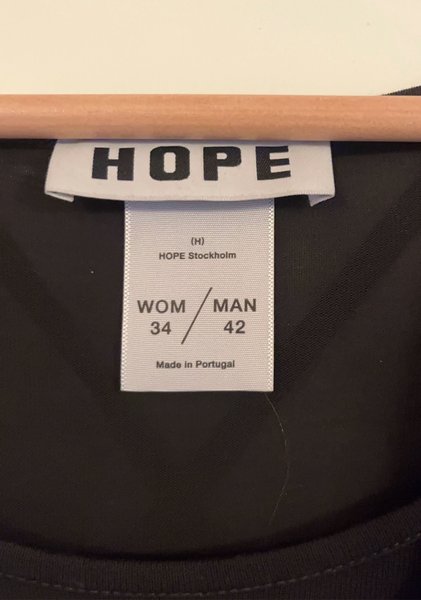 HOPE
(H)
HOPE Stockholm
WOM / MAN
34 / 42
Made in Portugal